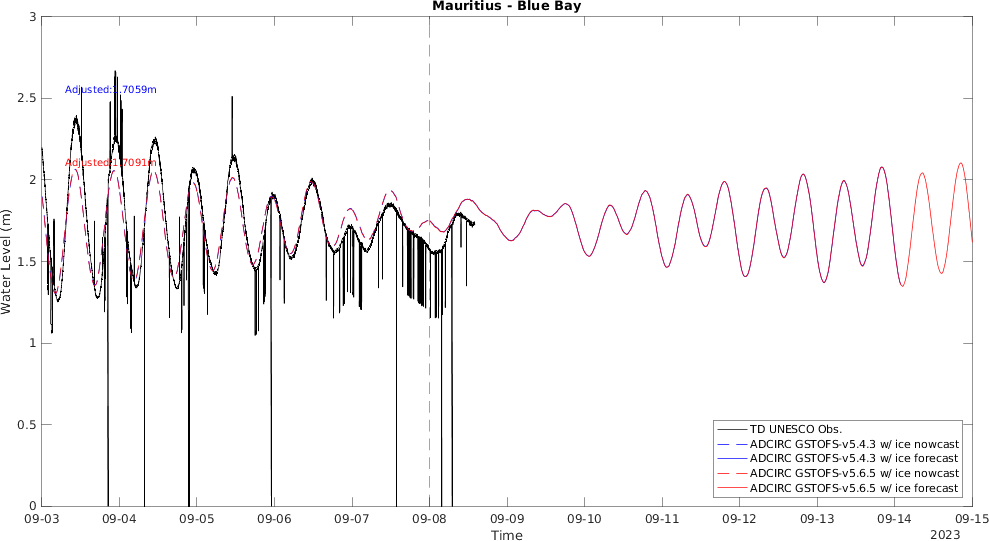 Mauritius - Blue Bay
3
2.5
2
1.5
1
0.5
0
Water Level (m)
Adjusted:1.7059m
Adjusted:1.7091m
TD UNESCO Obs.
ADCIRC GSTOFS-v5.4.3 w/ ice nowcast
ADCIRC GSTOFS-v5.4.3 w/ ice forecast
ADCIRC GSTOFS-v5.6.5 w/ ice nowcast
ADCIRC GSTOFS-v5.6.5 w/ ice forecast
09-03 09-04 09-05 09-06 09-07 09-08 09-09 09-10 09-11 09-12 09-13 09-14 09-15
Time
2023